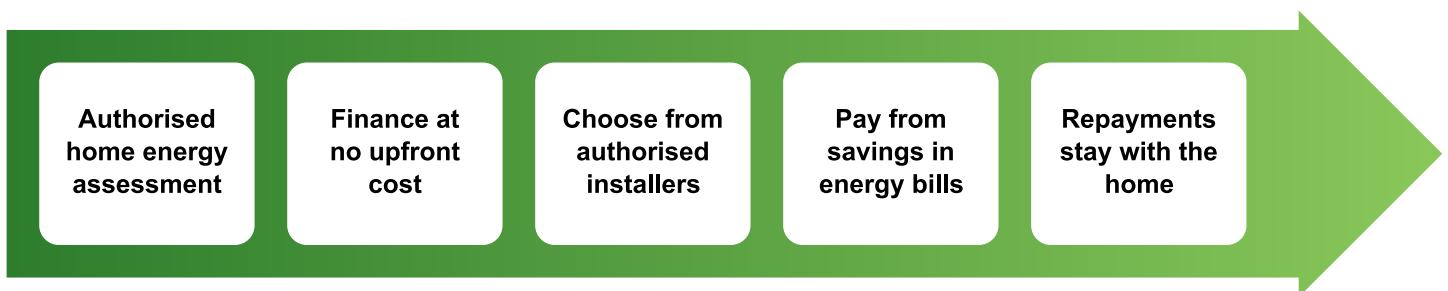 Authorised
home energy
assessment
Finance at
no upfront
cost
Choose from
authorised
installers
Pay from
savings in
energy bills
Repayments
stay with the
home